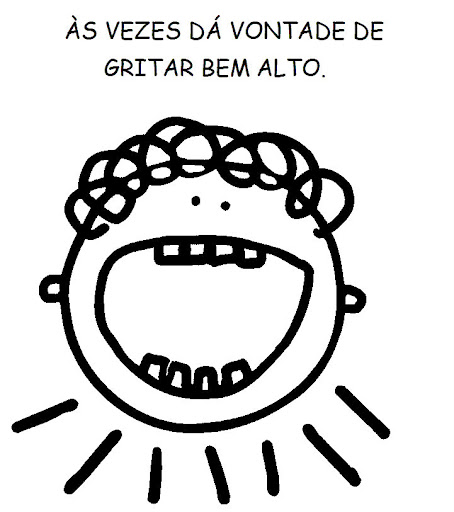 ÀS VEZES DÁ VONTADE DE
GRITAR BEM ALTO.